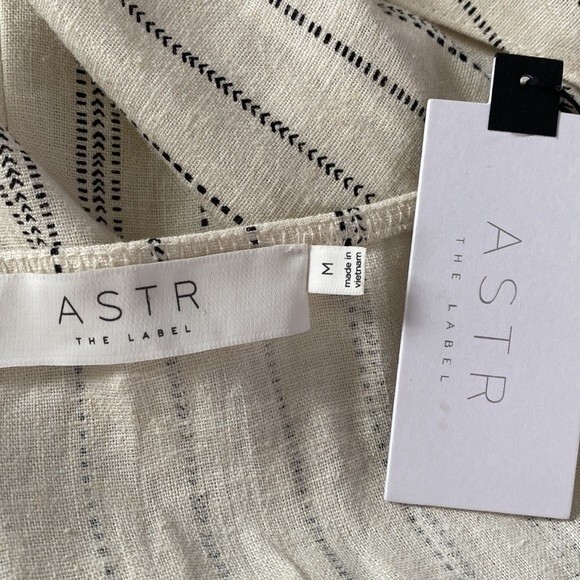 ASTR
THE LABEL
M
made in
vietnam
ASTR
THE LABEL